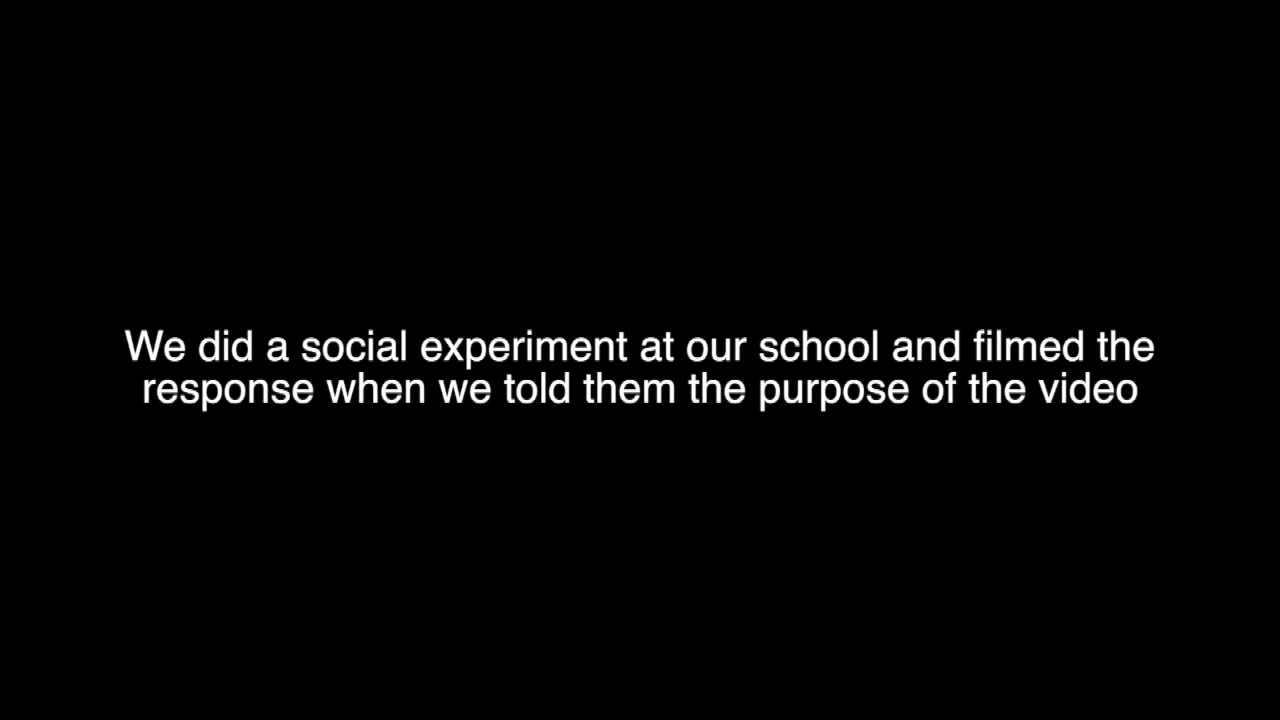 We did a social experiment at our school and filmed the
response when we told them the purpose of the video